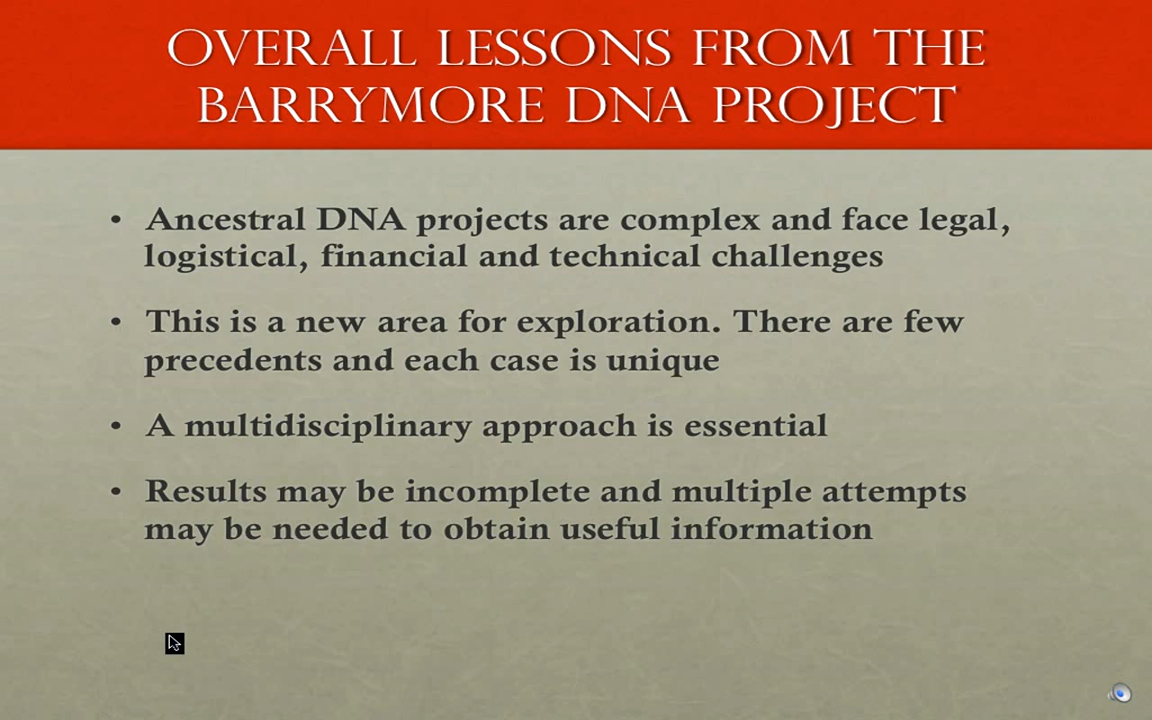 OVERALL LESSONS FROM THE
BARRYMORE DNA PROJECT
• Ancestral DNA projects are complex and face legal,
logistical, financial and technical challenges
• This is a new area for exploration. There are few
precedents and each case is unique
• A multidisciplinary approach is essential
• Results may be incomplete and multiple attempts
may be needed to obtain useful information